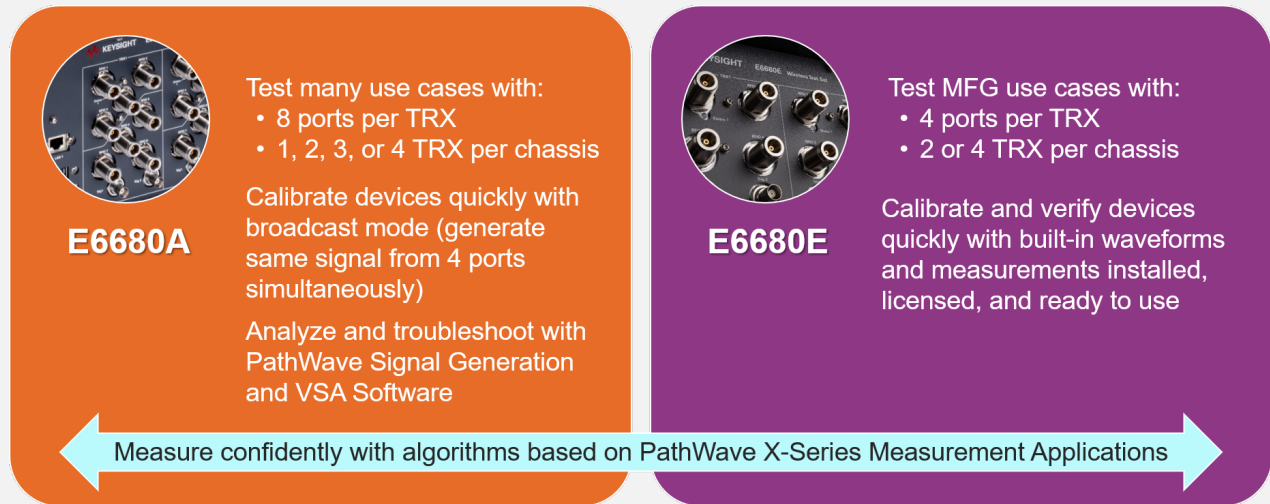 KEYSIGHT
E6680A
Test many use cases with:
• 8 ports per TRX
• 1, 2, 3, or 4 TRX per chassis
Calibrate devices quickly with
broadcast mode (generate
same signal from 4 ports
simultaneously)
Analyze and troubleshoot with
PathWave Signal Generation
and VSA Software
YSIGHT E6680E Wireless Test Set
E6680E
Test MFG use cases with:
• 4 ports per TRX
• 2 or 4 TRX per chassis
Calibrate and verify devices
quickly with built-in waveforms
and measurements installed,
licensed, and ready to use
Measure confidently with algorithms based on PathWave X-Series Measurement Applications